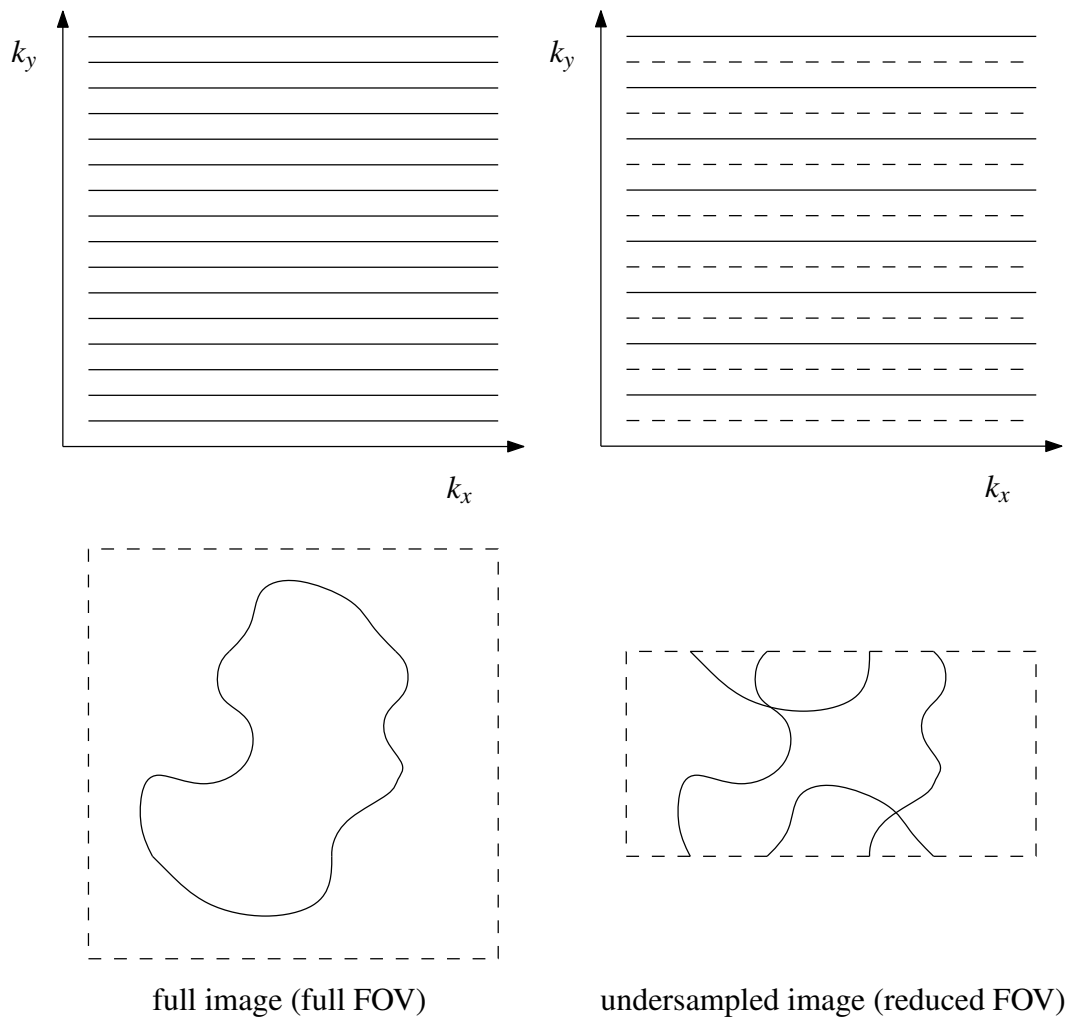 k_y
k_y
k_x
k_x
full image (full FOV)
undersampled image (reduced FOV)